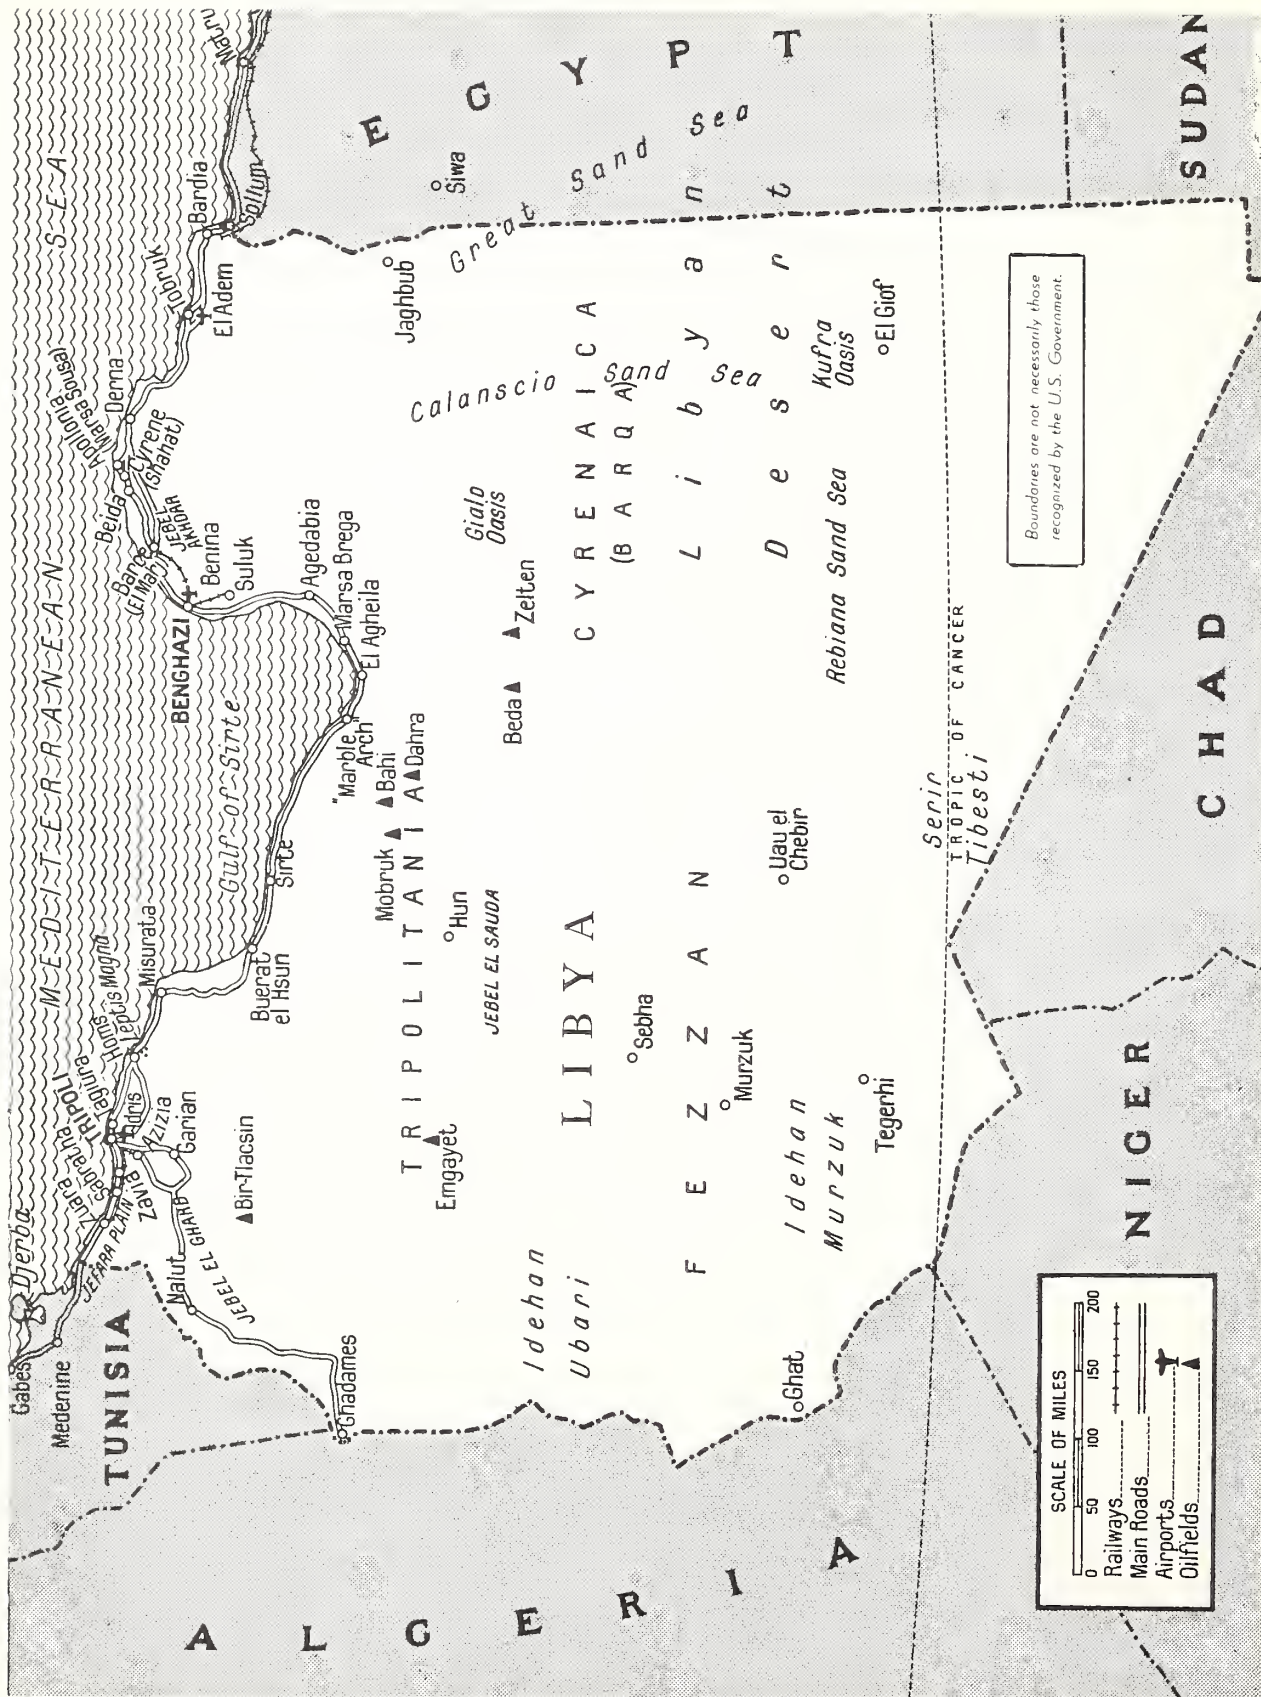 M-E-D-I-T-E-R-R-A-N-E-A-N S-E-A
Gabes
Djerba
Medenine
TUNISIA
JEFARA PLAIN
Zuara
Sabratha
Zavia
TRIPOLI
Tagiura
Idris
Azizia
Garian
Homs
Leptis Magna
Misurata
Nalut
JEBEL EL GHARB
Bir-Tlacsin
Ghadames
Buerat
el Hsun
Gulf-of-Sirte
Sirte
"Marble
Arch"
El Agheila
Marsa Brega
Agedabia
BENGHAZI
Benina
Suluk
Barce
(El Marj)
JEBEL
AKHDAR
Beida
Cyrene
(Shahat)
Apollonia
(Marsa Sousa)
Derna
Tobruk
El Adem
Bardia
Sollum
Matru
EGYPT
Siwa
Jaghbub
Great Sand Sea
Calanscio Sand Sea
Mobruk
Bahi
Dahra
TRIPOLITANIA
Emgayet
Hun
JEBEL EL SAUDA
Beda
Zelten
Gialo
Oasis
CYRENAICA
(BARQA)
LIBYA
Idehan
Ubari
Sebha
FEZZAN
Murzuk
Libyan
Desert
Idehan
Murzuk
Ghat
Tegerhi
Uau el
Chebir
Rebiana Sand Sea
Kufra
Oasis
El Giof
Serir
Tibesti
TROPIC OF CANCER
ALGERIA
NIGER
CHAD
SUDAN
Boundaries are not necessarily those
recognized by the U.S. Government.
SCALE OF MILES
0 50 100 150 200
Railways
Main Roads
Airports
Oilfields